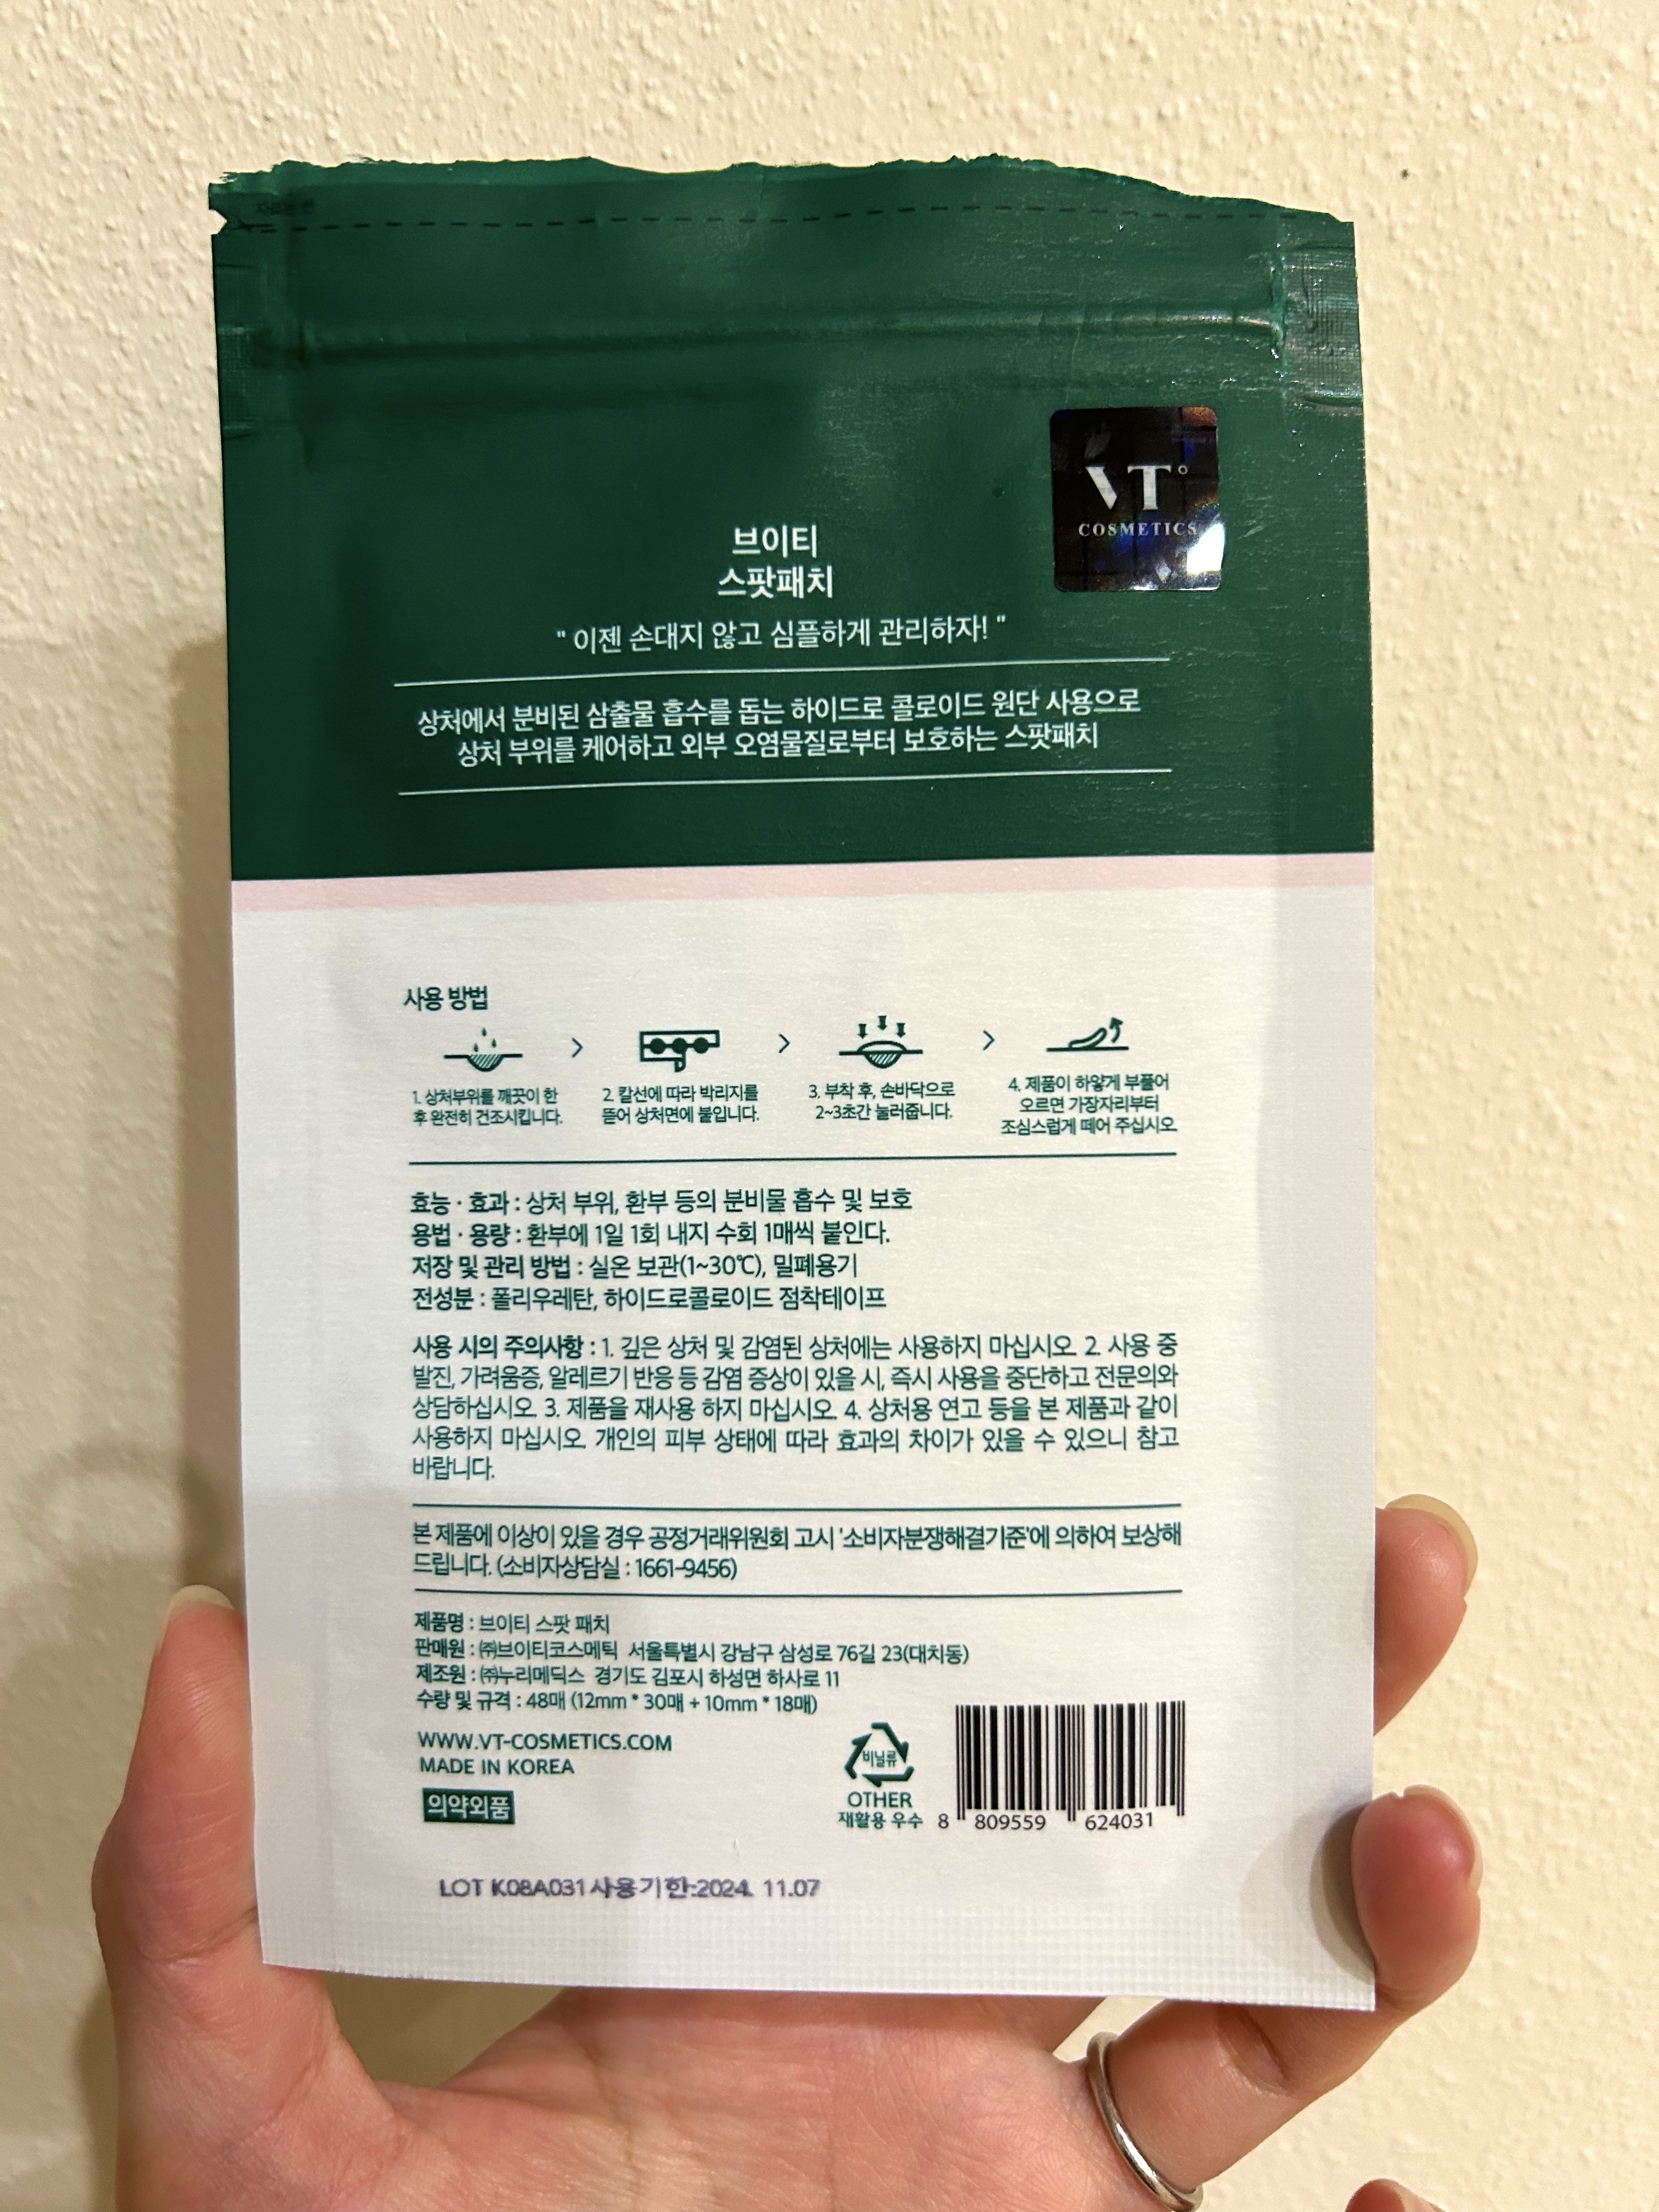 자르는 선
VT
COSMETICS
브이티
스팟패치
" 이젠 손대지 않고 심플하게 관리하자! "
상처에서 분비된 삼출물 흡수를 돕는 하이드로 콜로이드 원단 사용으로
상처 부위를 케어하고 외부 오염물질로부터 보호하는 스팟패치
사용 방법
1. 상처부위를 깨끗이 한
후 완전히 건조시킵니다.
2. 칼선에 따라 박리지를
뜯어 상처면에 붙입니다.
3. 부착 후, 손바닥으로
2~3초간 눌러줍니다.
4. 제품이 하얗게 부풀어
오르면 가장자리부터
조심스럽게 떼어 주십시오.
효능 · 효과 : 상처 부위, 환부 등의 분비물 흡수 및 보호
용법 · 용량 : 환부에 1일 1회 내지 수회 1매씩 붙인다.
저장 및 관리 방법 : 실온 보관(1~30℃), 밀폐용기
전성분 : 폴리우레탄, 하이드로콜로이드 점착테이프
사용 시의 주의사항 : 1. 깊은 상처 및 감염된 상처에는 사용하지 마십시오. 2. 사용 중
발진, 가려움증, 알레르기 반응 등 감염 증상이 있을 시, 즉시 사용을 중단하고 전문의와
상담하십시오. 3. 제품을 재사용 하지 마십시오. 4. 상처용 연고 등을 본 제품과 같이
사용하지 마십시오. 개인의 피부 상태에 따라 효과의 차이가 있을 수 있으니 참고
바랍니다.
본 제품에 이상이 있을 경우 공정거래위원회 고시 '소비자분쟁해결기준'에 의하여 보상해
드립니다. (소비자상담실 : 1661-9456)
제품명 : 브이티 스팟 패치
판매원 : ㈜브이티코스메틱 서울특별시 강남구 삼성로 76길 23(대치동)
제조원 : ㈜누리메딕스 경기도 김포시 하성면 하사로 11
수량 및 규격 : 48매 (12mm * 30매 + 10mm * 18매)
WWW.VT-COSMETICS.COM
MADE IN KOREA
의약외품
비닐류
OTHER
재활용 우수
8 809559 624031
LOT K08A031 사용기한:2024. 11.07